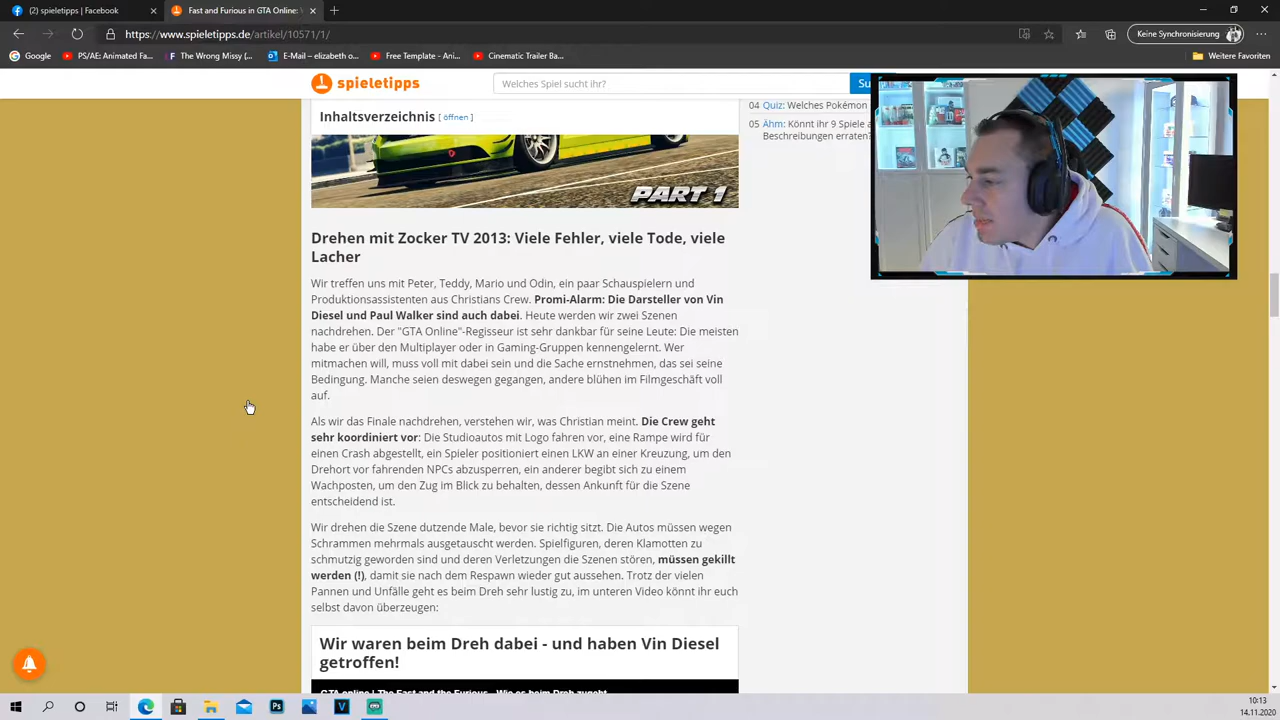 (2) spieletipps | Facebook
Fast and Furious in GTA Online:
https://www.spieletipps.de/artikel/10571/1/
Keine Synchronisierung
Google
PS/AE: Animated Fa...
The Wrong Missy (...
E-Mail – elizabeth o...
Free Template - Ani...
Cinematic Trailer Ba...
Weitere Favoriten
spieletipps
Welches Spiel sucht ihr?
Su
Inhaltsverzeichnis [ öffnen ]
04 Quiz: Welches Pokémon
05 Ähm: Könnt ihr 9 Spiele a
Beschreibungen erraten?
PART 1
Drehen mit Zocker TV 2013: Viele Fehler, viele Tode, viele
Lacher
Wir treffen uns mit Peter, Teddy, Mario und Odin, ein paar Schauspielern und
Produktionsassistenten aus Christians Crew. Promi-Alarm: Die Darsteller von Vin
Diesel und Paul Walker sind auch dabei. Heute werden wir zwei Szenen
nachdrehen. Der "GTA Online"-Regisseur ist sehr dankbar für seine Leute: Die meisten
habe er über den Multiplayer oder in Gaming-Gruppen kennengelernt. Wer
mitmachen will, muss voll mit dabei sein und die Sache ernstnehmen, das sei seine
Bedingung. Manche seien deswegen gegangen, andere blühen im Filmgeschäft voll
auf.
Als wir das Finale nachdrehen, verstehen wir, was Christian meint. Die Crew geht
sehr koordiniert vor: Die Studioautos mit Logo fahren vor, eine Rampe wird für
einen Crash abgestellt, ein Spieler positioniert einen LKW an einer Kreuzung, um den
Drehort vor fahrenden NPCs abzusperren, ein anderer begibt sich zu einem
Wachposten, um den Zug im Blick zu behalten, dessen Ankunft für die Szene
entscheidend ist.
Wir drehen die Szene dutzende Male, bevor sie richtig sitzt. Die Autos müssen wegen
Schrammen mehrmals ausgetauscht werden. Spielfiguren, deren Klamotten zu
schmutzig geworden sind und deren Verletzungen die Szenen stören, müssen gekillt
werden (!), damit sie nach dem Respawn wieder gut aussehen. Trotz der vielen
Pannen und Unfälle geht es beim Dreh sehr lustig zu, im unteren Video könnt ihr euch
selbst davon überzeugen:
Wir waren beim Dreh dabei - und haben Vin Diesel
getroffen!
GTA online | The Fast and the Furious - Wie es beim Dreh zugeht
10:13
14.11.2020